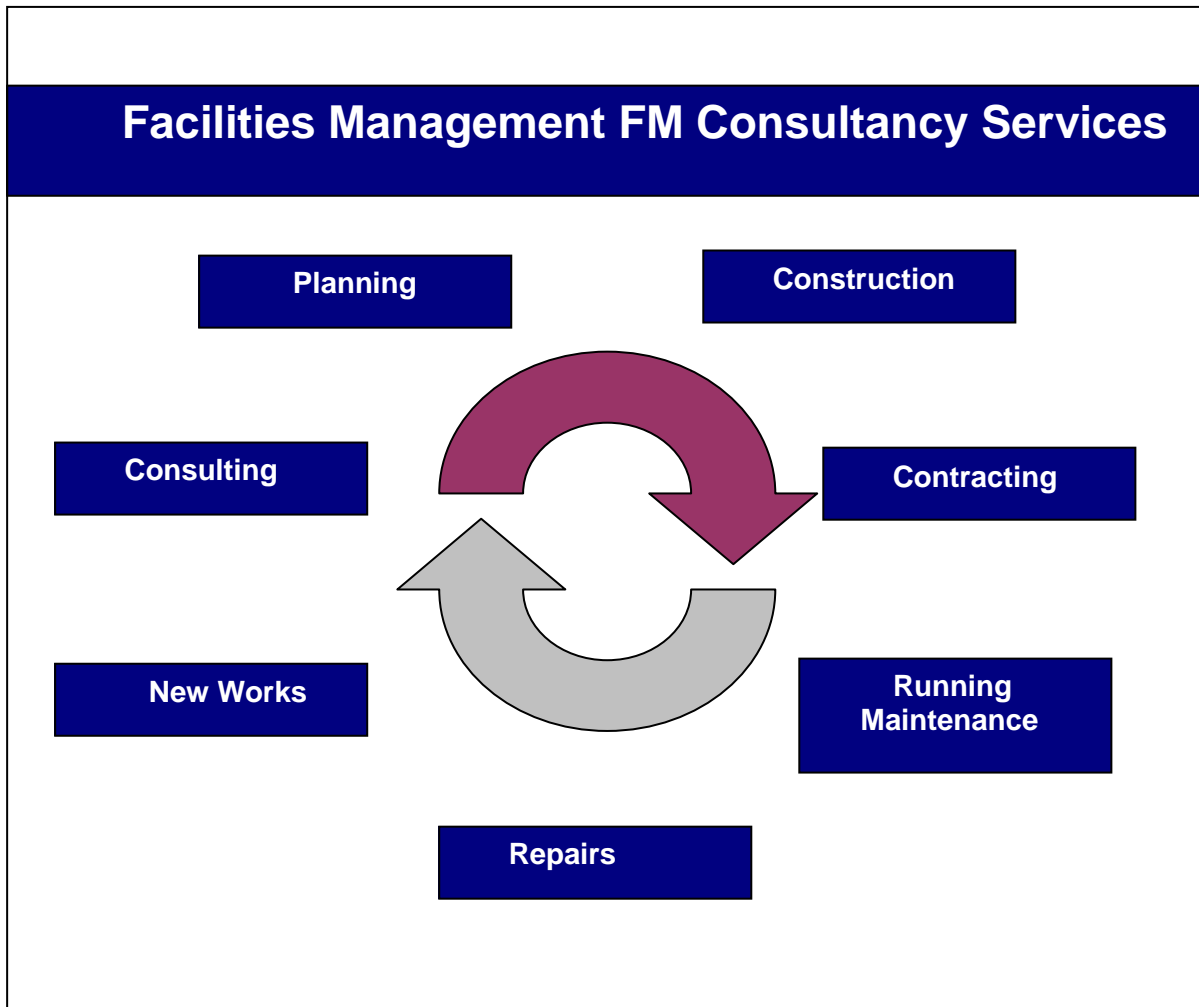 Facilities Management FM Consultancy Services
Planning
Construction
Consulting
Contracting
New Works
Running
Maintenance
Repairs